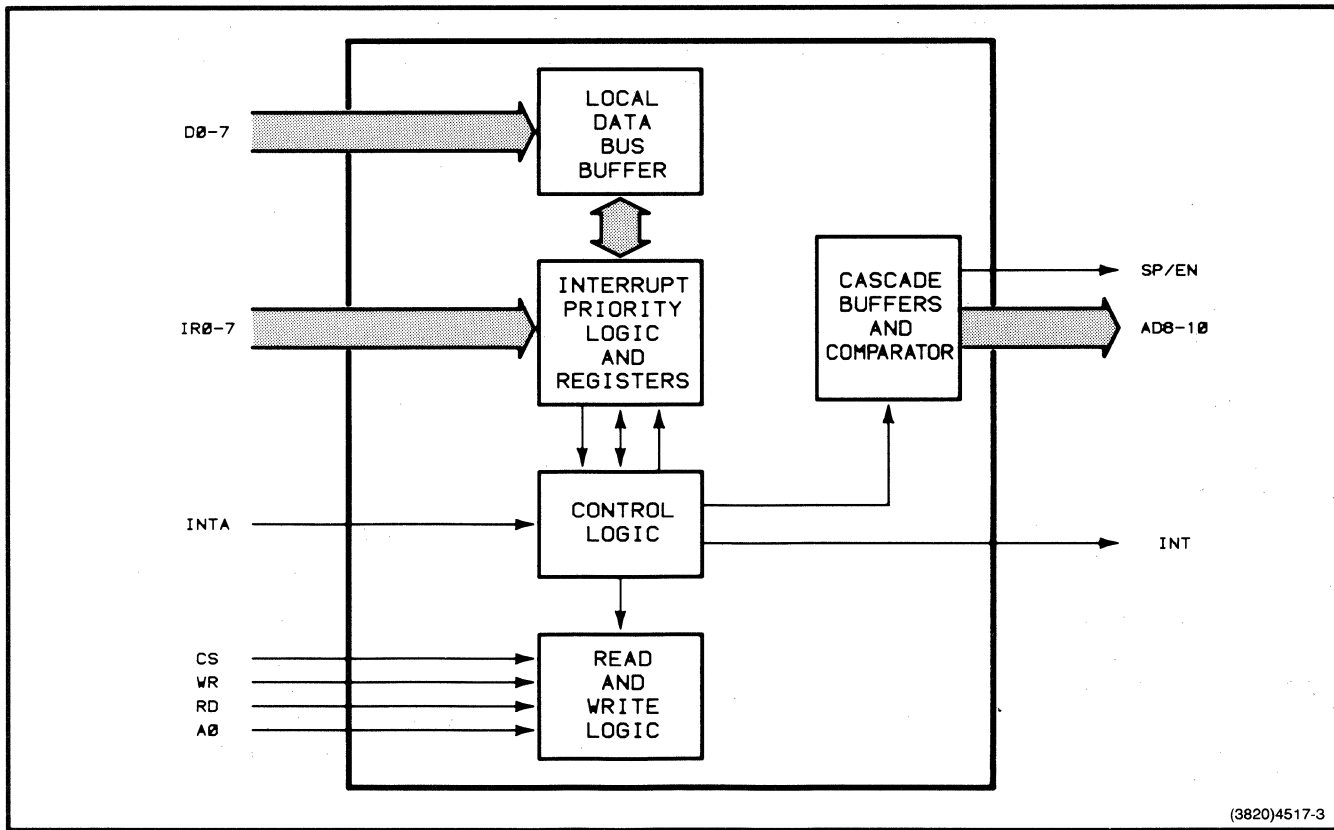 LOCAL
DATA
BUS
BUFFER
D0-7
INTERRUPT
PRIORITY
LOGIC
AND
REGISTERS
IR0-7
CASCADE
BUFFERS
AND
COMPARATOR
SP/EN
AD8-10
CONTROL
LOGIC
INTA
INT
READ
AND
WRITE
LOGIC
CS
WR
RD
A0
(3820)4517-3